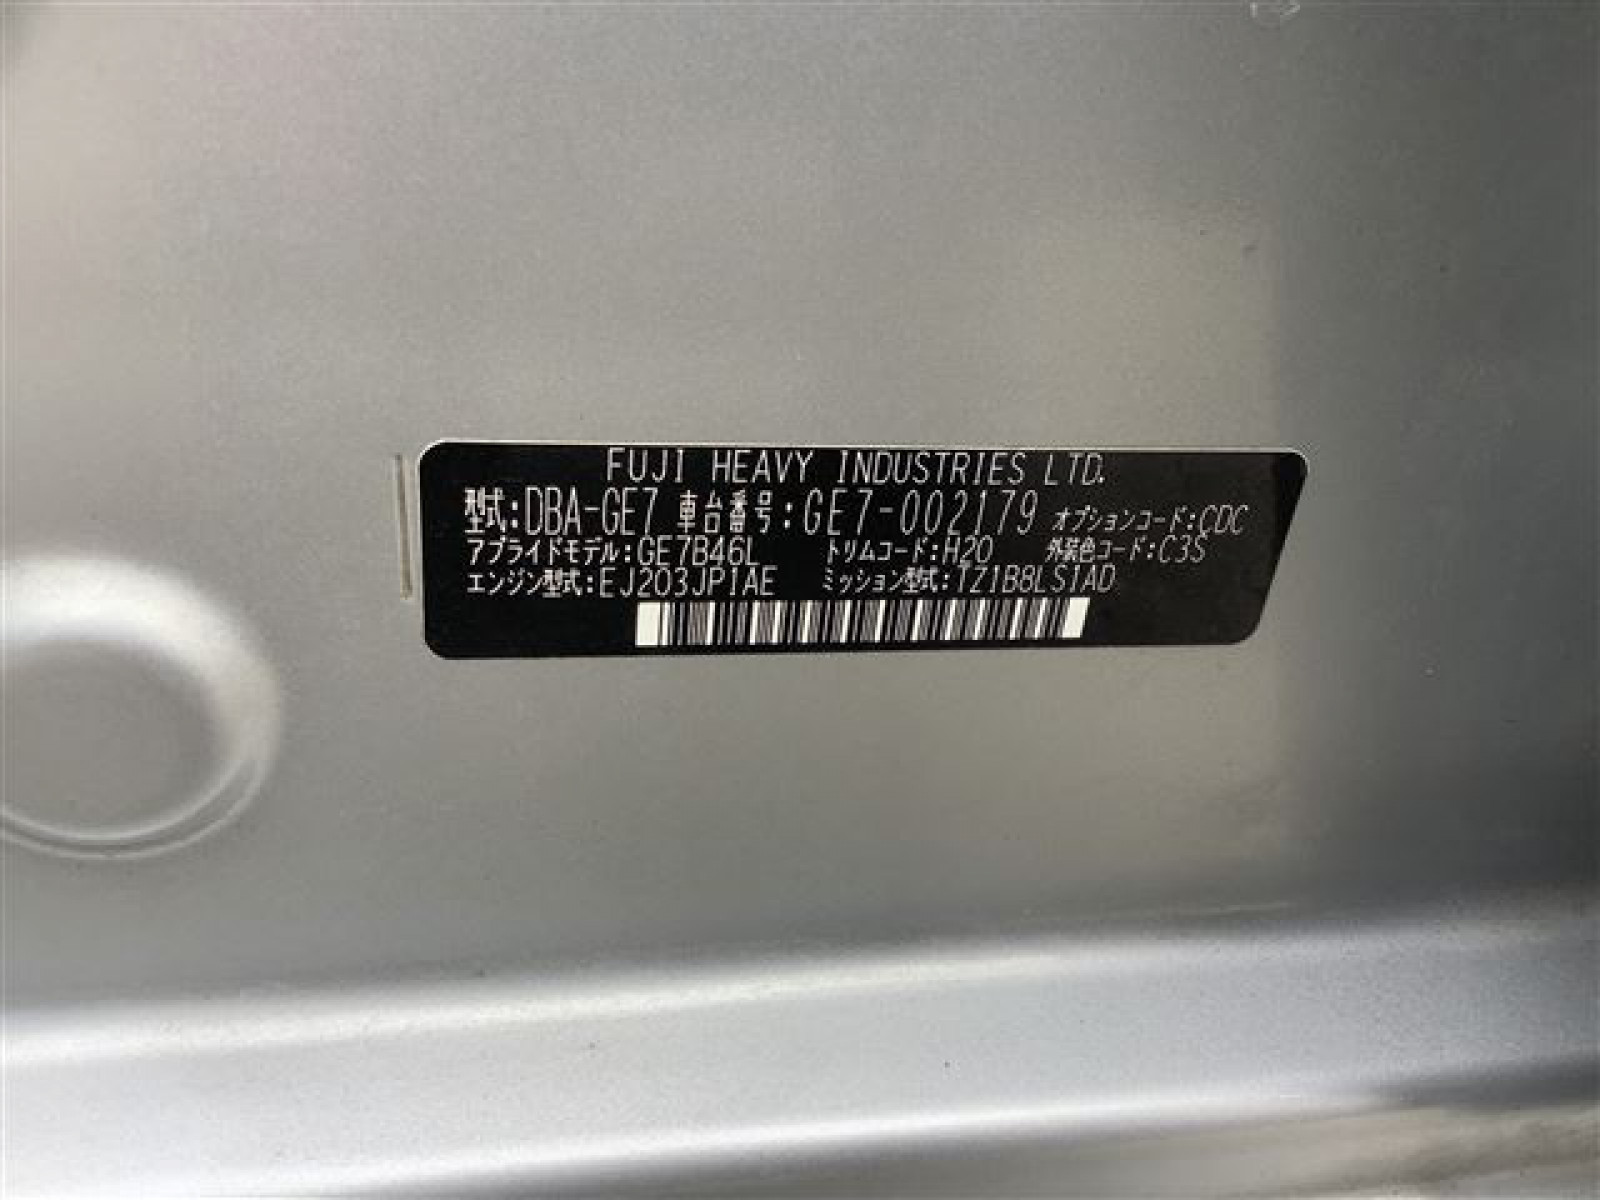 FUJI HEAVY INDUSTRIES LTD.
型式:DBA-GE7 車台番号:GE7-002179 オプションコード:CDC
アプライドモデル:GE7B46L トリムコード:H20 外装色コード:C3S
エンジン型式:EJ203JP1AE ミッション型式:TZ1B8LS1AD